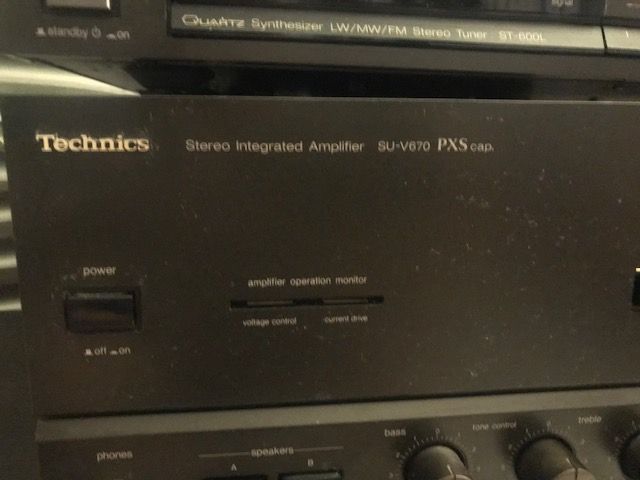 signal
standby on
QUARTZ Synthesizer LW/MW/FM Stereo Tuner ST-600L
Technics Stereo Integrated Amplifier SU-V670 PXS cap.
power
amplifier operation monitor
voltage control current drive
off on
bass tone control treble
phones speakers
A B